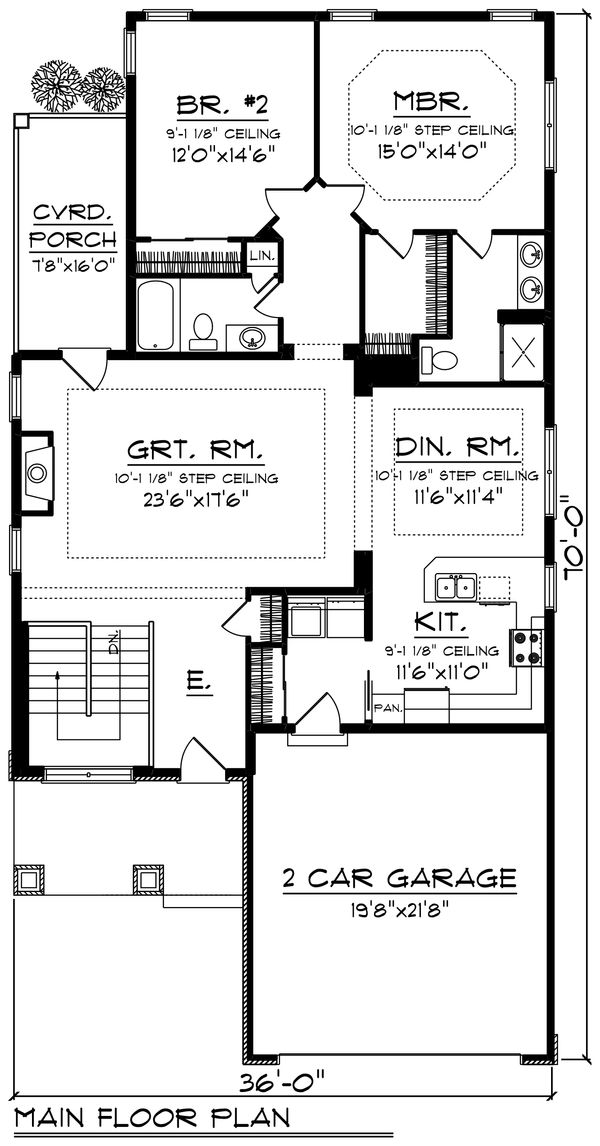 BR. #2
9'-1 1/8" CEILING
12'0"x14'6"
MBR.
10'-1 1/8" STEP CEILING
15'0"x14'0"
CVRD.
PORCH
7'8"x16'0"
LIN.
GRT. RM.
10'-1 1/8" STEP CEILING
23'6"x17'6"
DIN. RM.
10'-1 1/8" STEP CEILING
11'6"x11'4"
70'-0"
DN.
E.
KIT.
9'-1 1/8" CEILING
11'6"x11'0"
PAN.
2 CAR GARAGE
19'8"x21'8"
36'-0"
MAIN FLOOR PLAN